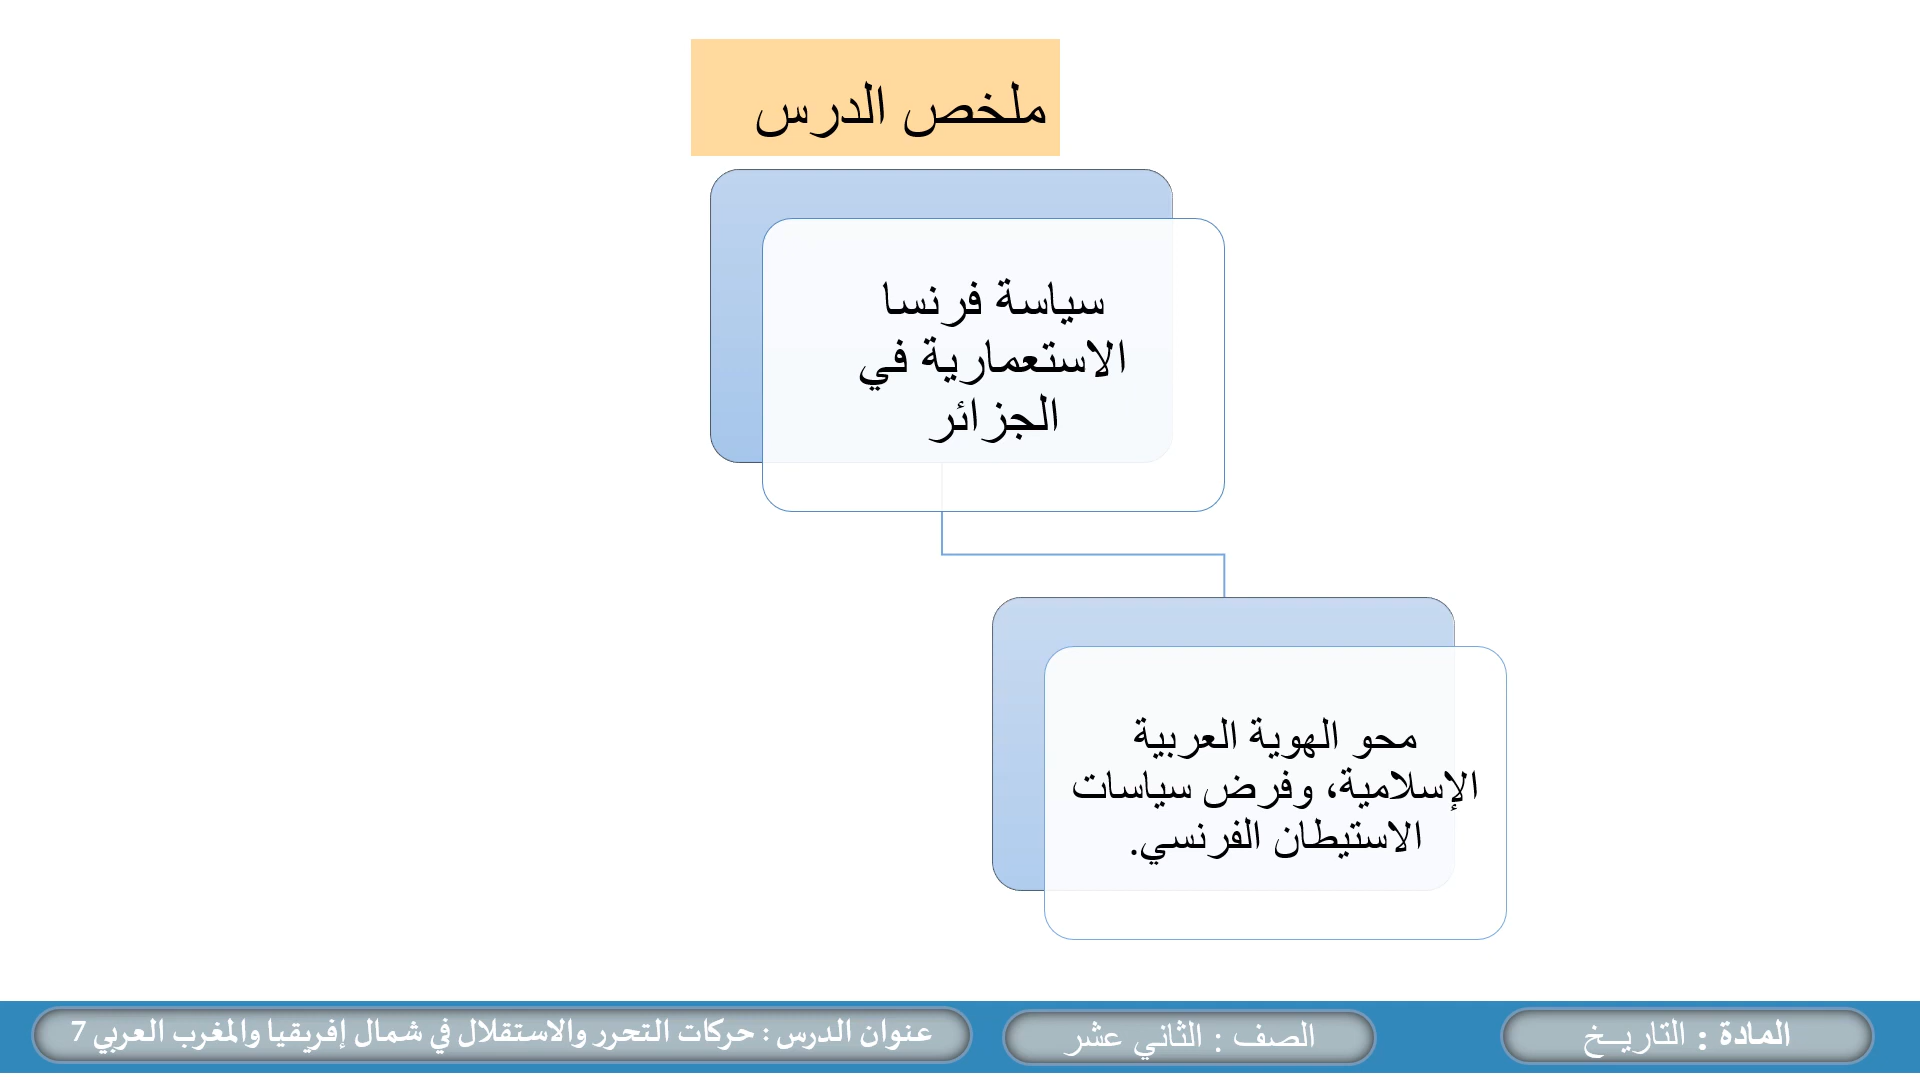 ملخص الدرس
سياسة فرنسا
الاستعمارية في
الجزائر
محو الهوية العربية
الإسلامية، وفرض سياسات
الاستيطان الفرنسي.
المادة : التاريـــخ
الصف : الثاني عشر
عنوان الدرس : حركات التحرر والاستقلال في شمال إفريقيا والمغرب العربي 7